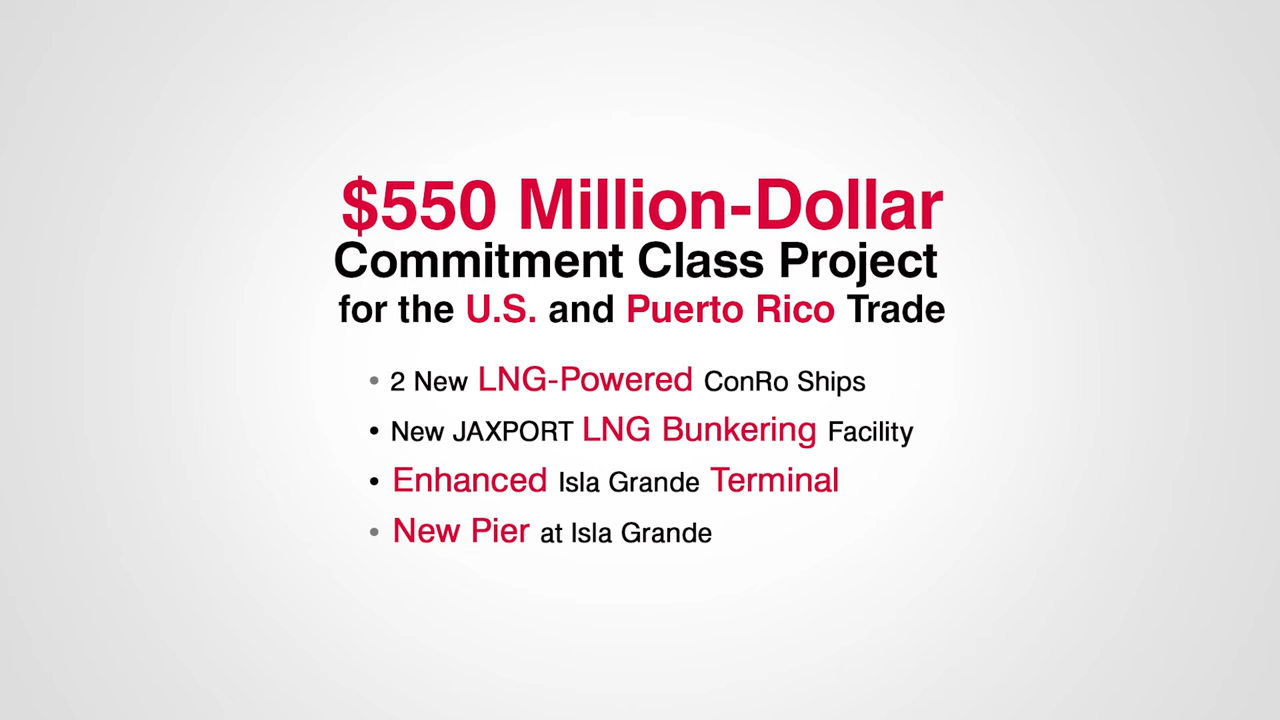 $550 Million-Dollar
Commitment Class Project
for the U.S. and Puerto Rico Trade
• 2 New LNG-Powered ConRo Ships
• New JAXPORT LNG Bunkering Facility
• Enhanced Isla Grande Terminal
• New Pier at Isla Grande